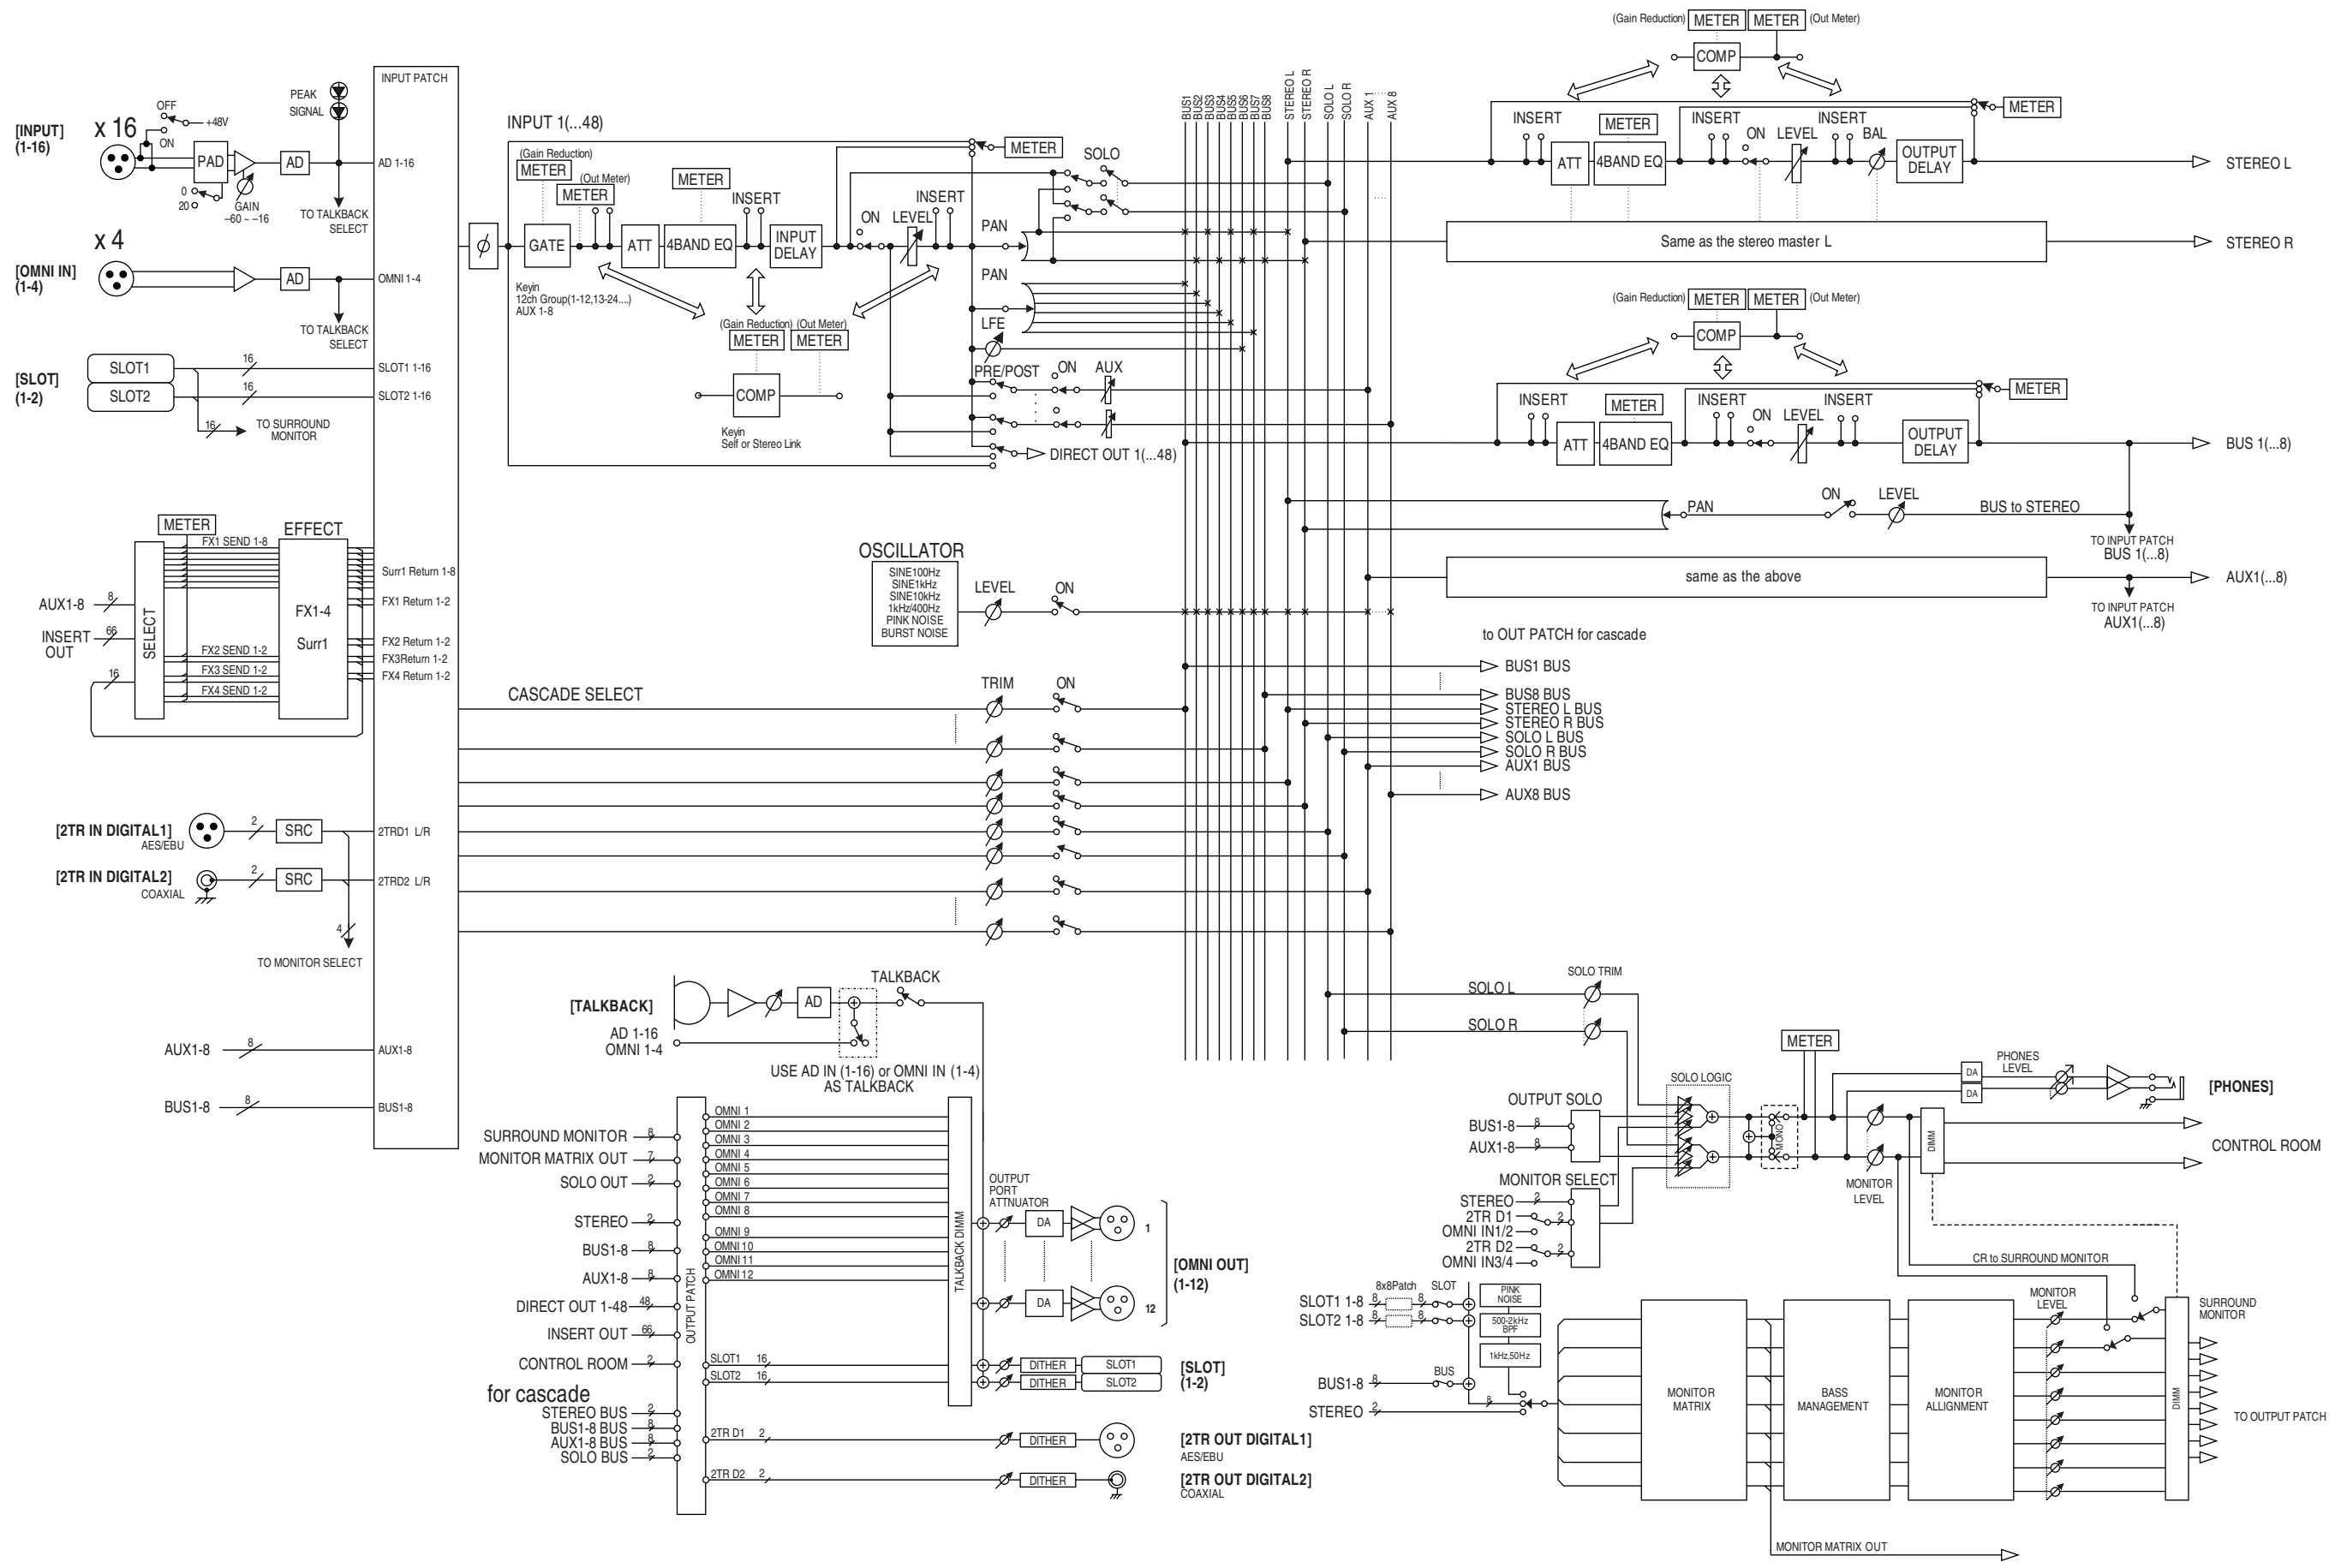 [INPUT]
(1-16)
x 16
OFF
+48V
ON
PAD
0
20
GAIN
–60 ~ –16
AD
PEAK
SIGNAL
TO TALKBACK
SELECT
[OMNI IN]
(1-4)
x 4
AD
TO TALKBACK
SELECT
[SLOT]
(1-2)
SLOT1
SLOT2
16
16
16
TO SURROUND
MONITOR
METER
EFFECT
FX1 SEND 1-8
AUX1-8
8
INSERT
OUT
66
16
SELECT
FX2 SEND 1-2
FX3 SEND 1-2
FX4 SEND 1-2
FX1-4
Surr1
[2TR IN DIGITAL1]
AES/EBU
2
SRC
[2TR IN DIGITAL2]
COAXIAL
2
SRC
4
TO MONITOR SELECT
AUX1-8
8
BUS1-8
8
INPUT PATCH
AD 1-16
OMNI 1-4
SLOT1 1-16
SLOT2 1-16
Surr1 Return 1-8
FX1 Return 1-2
FX2 Return 1-2
FX3Return 1-2
FX4 Return 1-2
2TRD1 L/R
2TRD2 L/R
AUX1-8
BUS1-8
INPUT 1(...48)
ϕ
(Gain Reduction)
METER
(Out Meter)
METER
GATE
Keyin
12ch Group(1-12,13-24....)
AUX 1-8
ATT
METER
4BAND EQ
INSERT
INPUT
DELAY
ON
LEVEL
INSERT
METER
(Gain Reduction)
(Out Meter)
METER
METER
COMP
Keyin
Self or Stereo Link
SOLO
PAN
PAN
LFE
PRE/POST
ON
AUX
DIRECT OUT 1(...48)
OSCILLATOR
SINE100Hz
SINE1kHz
SINE10kHz
1kHz/400Hz
PINK NOISE
BURST NOISE
LEVEL
ON
CASCADE SELECT
TRIM
ON
BUS1
BUS2
BUS3
BUS4
BUS5
BUS6
BUS7
BUS8
STEREO L
STEREO R
SOLO L
SOLO R
AUX 1
AUX 8
(Gain Reduction)
METER
METER
(Out Meter)
COMP
METER
INSERT
ATT
METER
4BAND EQ
INSERT
ON
LEVEL
INSERT
BAL
OUTPUT
DELAY
STEREO L
Same as the stereo master L
STEREO R
(Gain Reduction)
METER
METER
(Out Meter)
COMP
METER
INSERT
ATT
METER
4BAND EQ
INSERT
ON
LEVEL
INSERT
OUTPUT
DELAY
BUS 1(...8)
PAN
ON
LEVEL
BUS to STEREO
TO INPUT PATCH
BUS 1(...8)
same as the above
AUX1(...8)
TO INPUT PATCH
AUX1(...8)
to OUT PATCH for cascade
BUS1 BUS
BUS8 BUS
STEREO L BUS
STEREO R BUS
SOLO L BUS
SOLO R BUS
AUX1 BUS
AUX8 BUS
[TALKBACK]
AD
TALKBACK
AD 1-16
OMNI 1-4
USE AD IN (1-16) or OMNI IN (1-4)
AS TALKBACK
SURROUND MONITOR
8
MONITOR MATRIX OUT
7
SOLO OUT
2
STEREO
2
BUS1-8
8
AUX1-8
8
DIRECT OUT 1-48
48
INSERT OUT
66
CONTROL ROOM
2
for cascade
STEREO BUS
2
BUS1-8 BUS
8
AUX1-8 BUS
8
SOLO BUS
2
OUTPUT PATCH
OMNI 1
OMNI 2
OMNI 3
OMNI 4
OMNI 5
OMNI 6
OMNI 7
OMNI 8
OMNI 9
OMNI 10
OMNI 11
OMNI 12
SLOT1
16
SLOT2
16
2TR D1
2
2TR D2
2
TALKBACK DIMM
OUTPUT
PORT
ATTNUATOR
DA
1
DA
12
[OMNI OUT]
(1-12)
DITHER
SLOT1
DITHER
SLOT2
[SLOT]
(1-2)
DITHER
[2TR OUT DIGITAL1]
AES/EBU
DITHER
[2TR OUT DIGITAL2]
COAXIAL
SOLO TRIM
SOLO L
SOLO R
OUTPUT SOLO
BUS1-8
8
AUX1-8
8
MONITOR SELECT
STEREO
2
2TR D1
OMNI IN1/2
2
2TR D2
OMNI IN3/4
2
SOLO LOGIC
METER
MONO
MONITOR
LEVEL
DA
DA
PHONES
LEVEL
[PHONES]
DIMM
CONTROL ROOM
CR to SURROUND MONITOR
8x8Patch
SLOT
SLOT1 1-8
8
8
SLOT2 1-8
8
8
PINK
NOISE
500-2kHz
BPF
1kHz,50Hz
BUS
BUS1-8
8
STEREO
2
8
MONITOR
MATRIX
BASS
MANAGEMENT
MONITOR
ALLIGNMENT
MONITOR
LEVEL
DIMM
SURROUND
MONITOR
TO OUTPUT PATCH
MONITOR MATRIX OUT